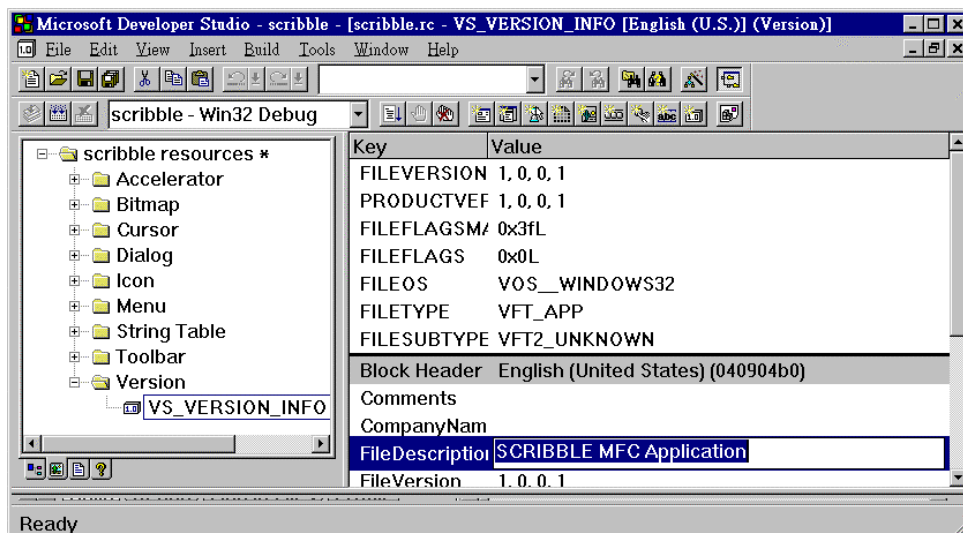 Microsoft Developer Studio - scribble - [scribble.rc - VS_VERSION_INFO [English (U.S.)] (Version)]
File Edit View Insert Build Tools Window Help
scribble - Win32 Debug
scribble resources *
Accelerator
Bitmap
Cursor
Dialog
Icon
Menu
String Table
Toolbar
Version
VS_VERSION_INFO
Key Value
FILEVERSION 1, 0, 0, 1
PRODUCTVER 1, 0, 0, 1
FILEFLAGSMA 0x3fL
FILEFLAGS 0x0L
FILEOS VOS__WINDOWS32
FILETYPE VFT_APP
FILESUBTYPE VFT2_UNKNOWN
Block Header English (United States) (040904b0)
Comments
CompanyNam
FileDescription SCRIBBLE MFC Application
FileVersion 1, 0, 0, 1
Ready